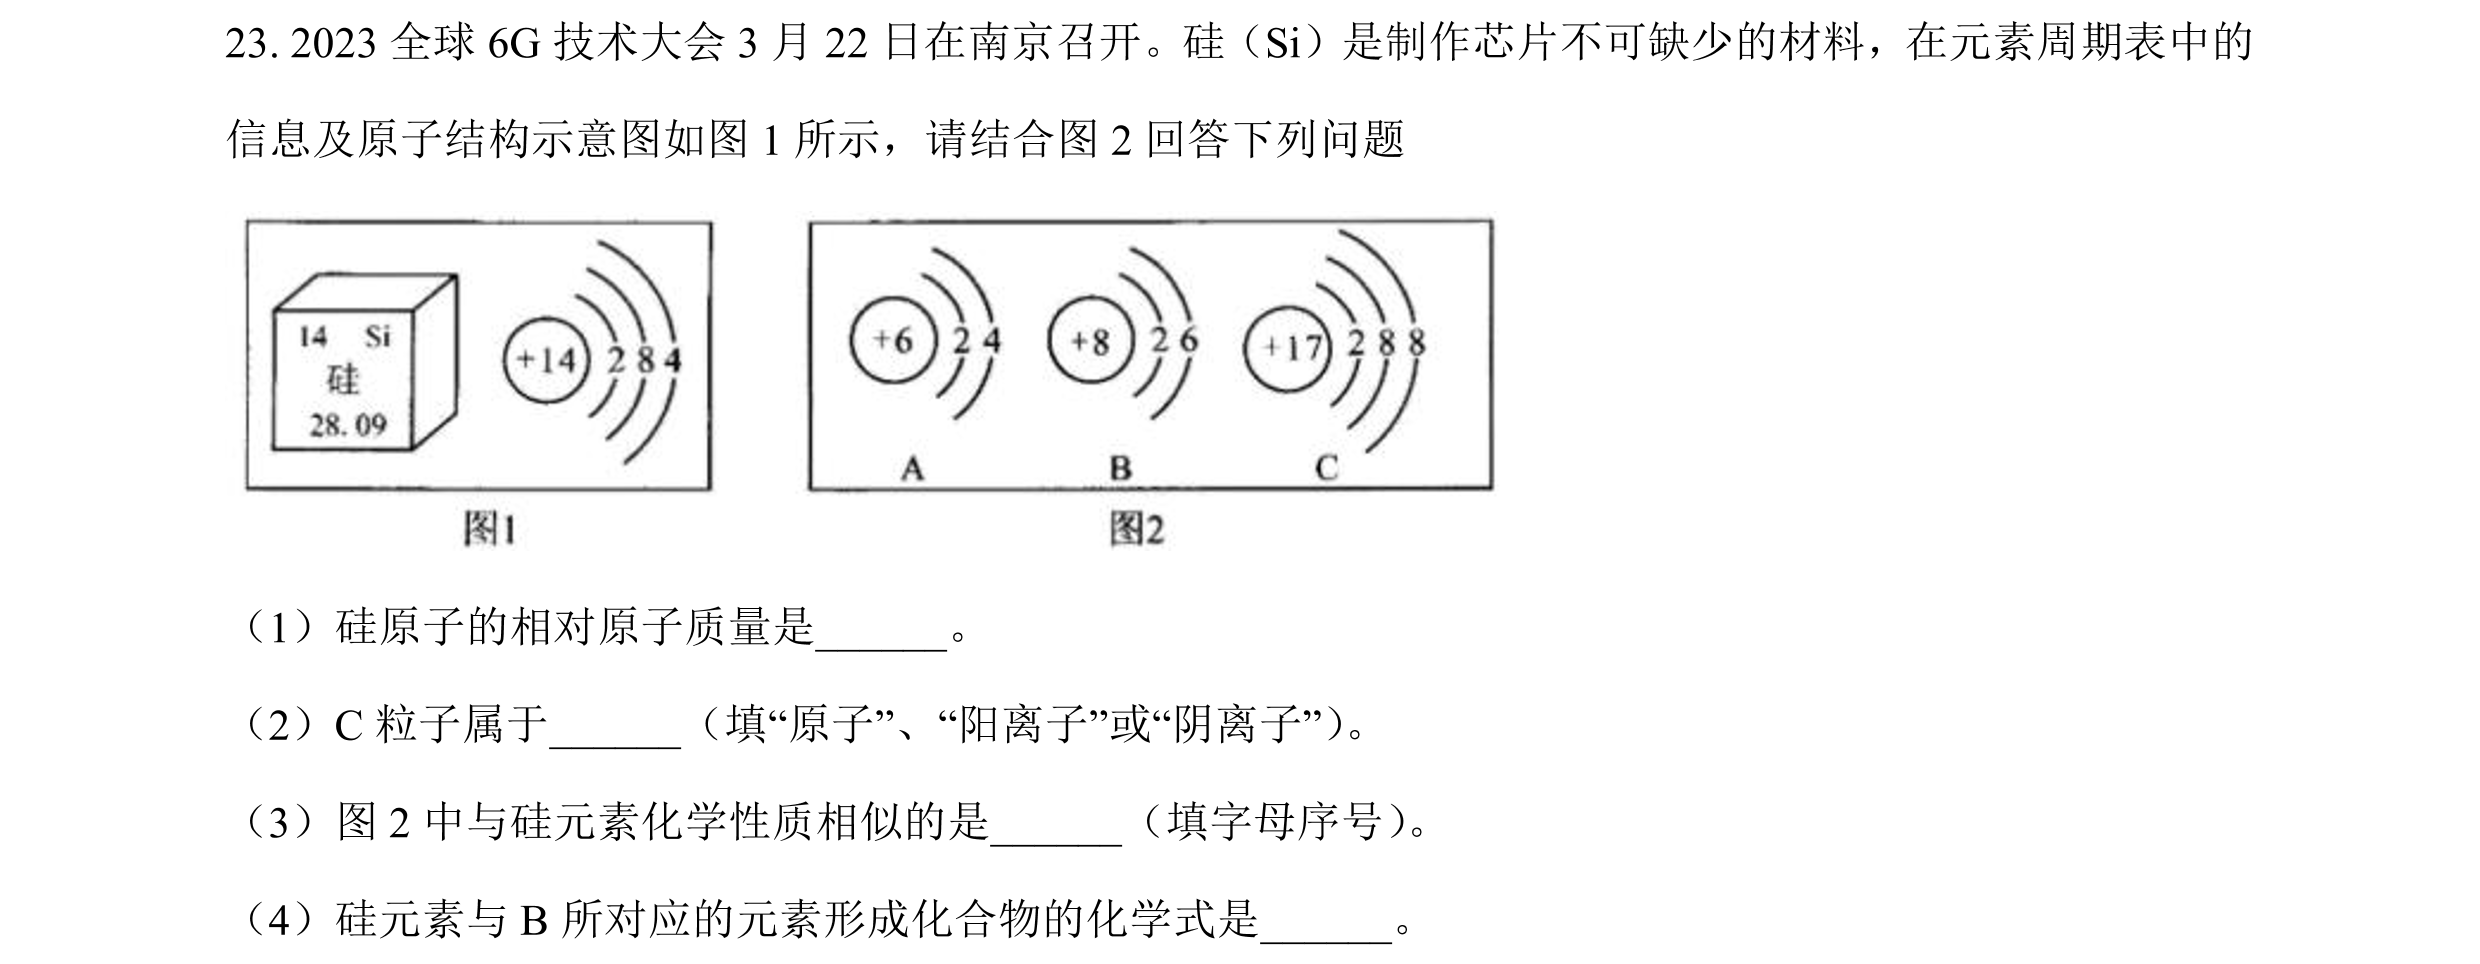 23. 2023 全球 6G 技术大会 3 月 22 日在南京召开。硅（Si）是制作芯片不可缺少的材料，在元素周期表中的
信息及原子结构示意图如图 1 所示，请结合图 2 回答下列问题
14 Si
硅
28.09
+14 2 8 4
图1
+6 2 4
A
+8 2 6
B
+17 2 8 8
C
图2
（1）硅原子的相对原子质量是______。
（2）C 粒子属于______（填“原子”、“阳离子”或“阴离子”）。
（3）图 2 中与硅元素化学性质相似的是______（填字母序号）。
（4）硅元素与 B 所对应的元素形成化合物的化学式是______。